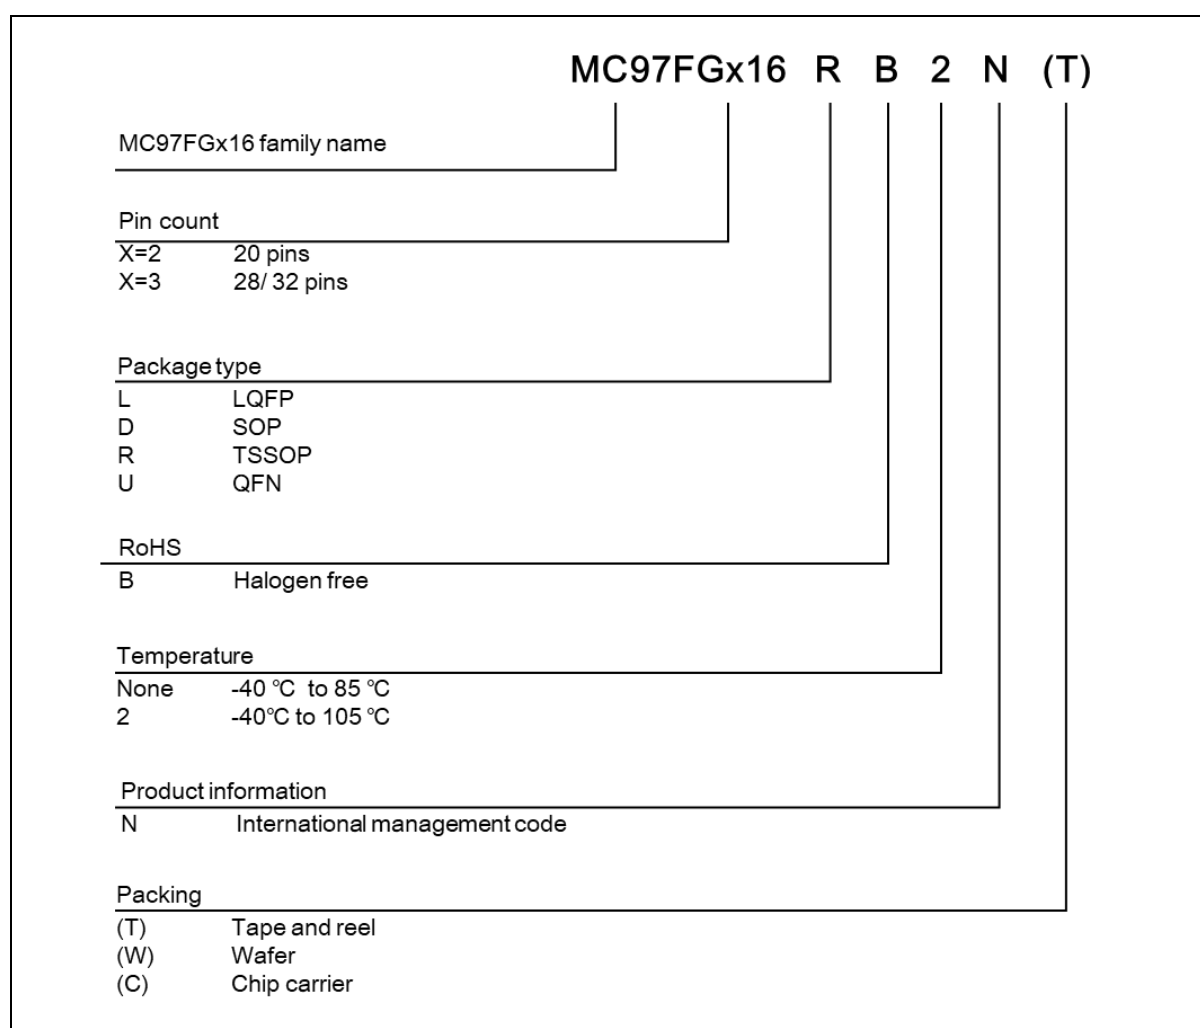 MC97FGx16 R B 2 N (T)
MC97FGx16 family name
Pin count
X=2 20 pins
X=3 28/ 32 pins
Package type
L LQFP
D SOP
R TSSOP
U QFN
RoHS
B Halogen free
Temperature
None -40 ℃ to 85 ℃
2 -40℃ to 105 ℃
Product information
N International management code
Packing
(T) Tape and reel
(W) Wafer
(C) Chip carrier